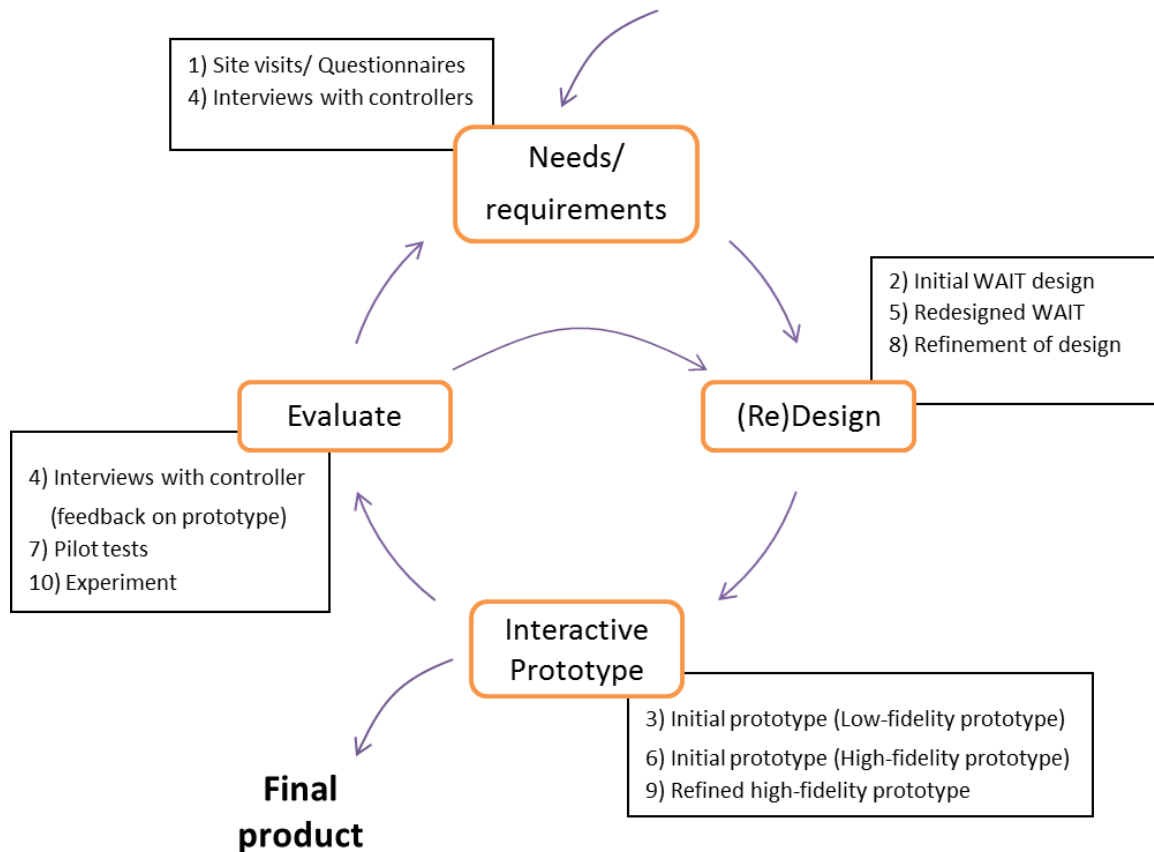 1) Site visits/ Questionnaires
4) Interviews with controllers
Needs/
requirements
2) Initial WAIT design
5) Redesigned WAIT
8) Refinement of design
Evaluate
(Re)Design
4) Interviews with controller
(feedback on prototype)
7) Pilot tests
10) Experiment
Interactive
Prototype
3) Initial prototype (Low-fidelity prototype)
6) Initial prototype (High-fidelity prototype)
9) Refined high-fidelity prototype
Final
product